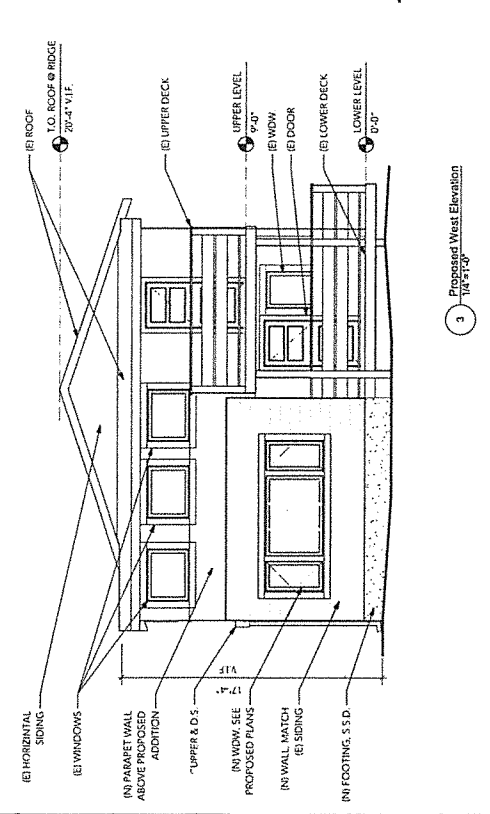 (E) HORIZINTAL
SIDING
(E) WINDOWS
(N) PARAPET WALL
ABOVE PROPOSED
ADDITION
& D.S.
(N) WDW. SEE
PROPOSED PLANS
(N) WALL. MATCH
(E) SIDING
(N) FOOTING, S.S.D.
17'-4"
V.I.F.
(E) ROOF
T.O. ROOF @ RIDGE
20'-4" V.I.F.
(E) UPPER DECK
UPPER LEVEL
9'-0"
(E) WDW.
(E) DOOR
(E) LOWER DECK
LOWER LEVEL
0'-0"
3
Proposed West Elevation
1/4"=1'-0"